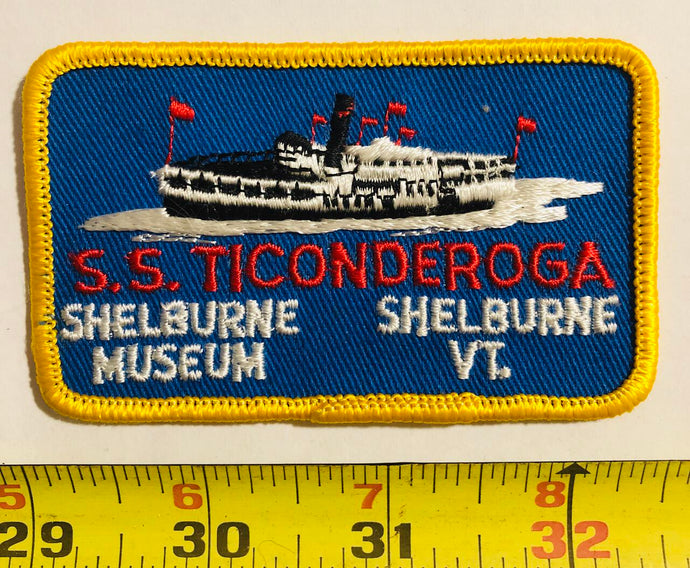 S.S. TICONDEROGA
SHELBURNE MUSEUM
SHELBURNE VT.
5 6 7 8
29 30 31 32